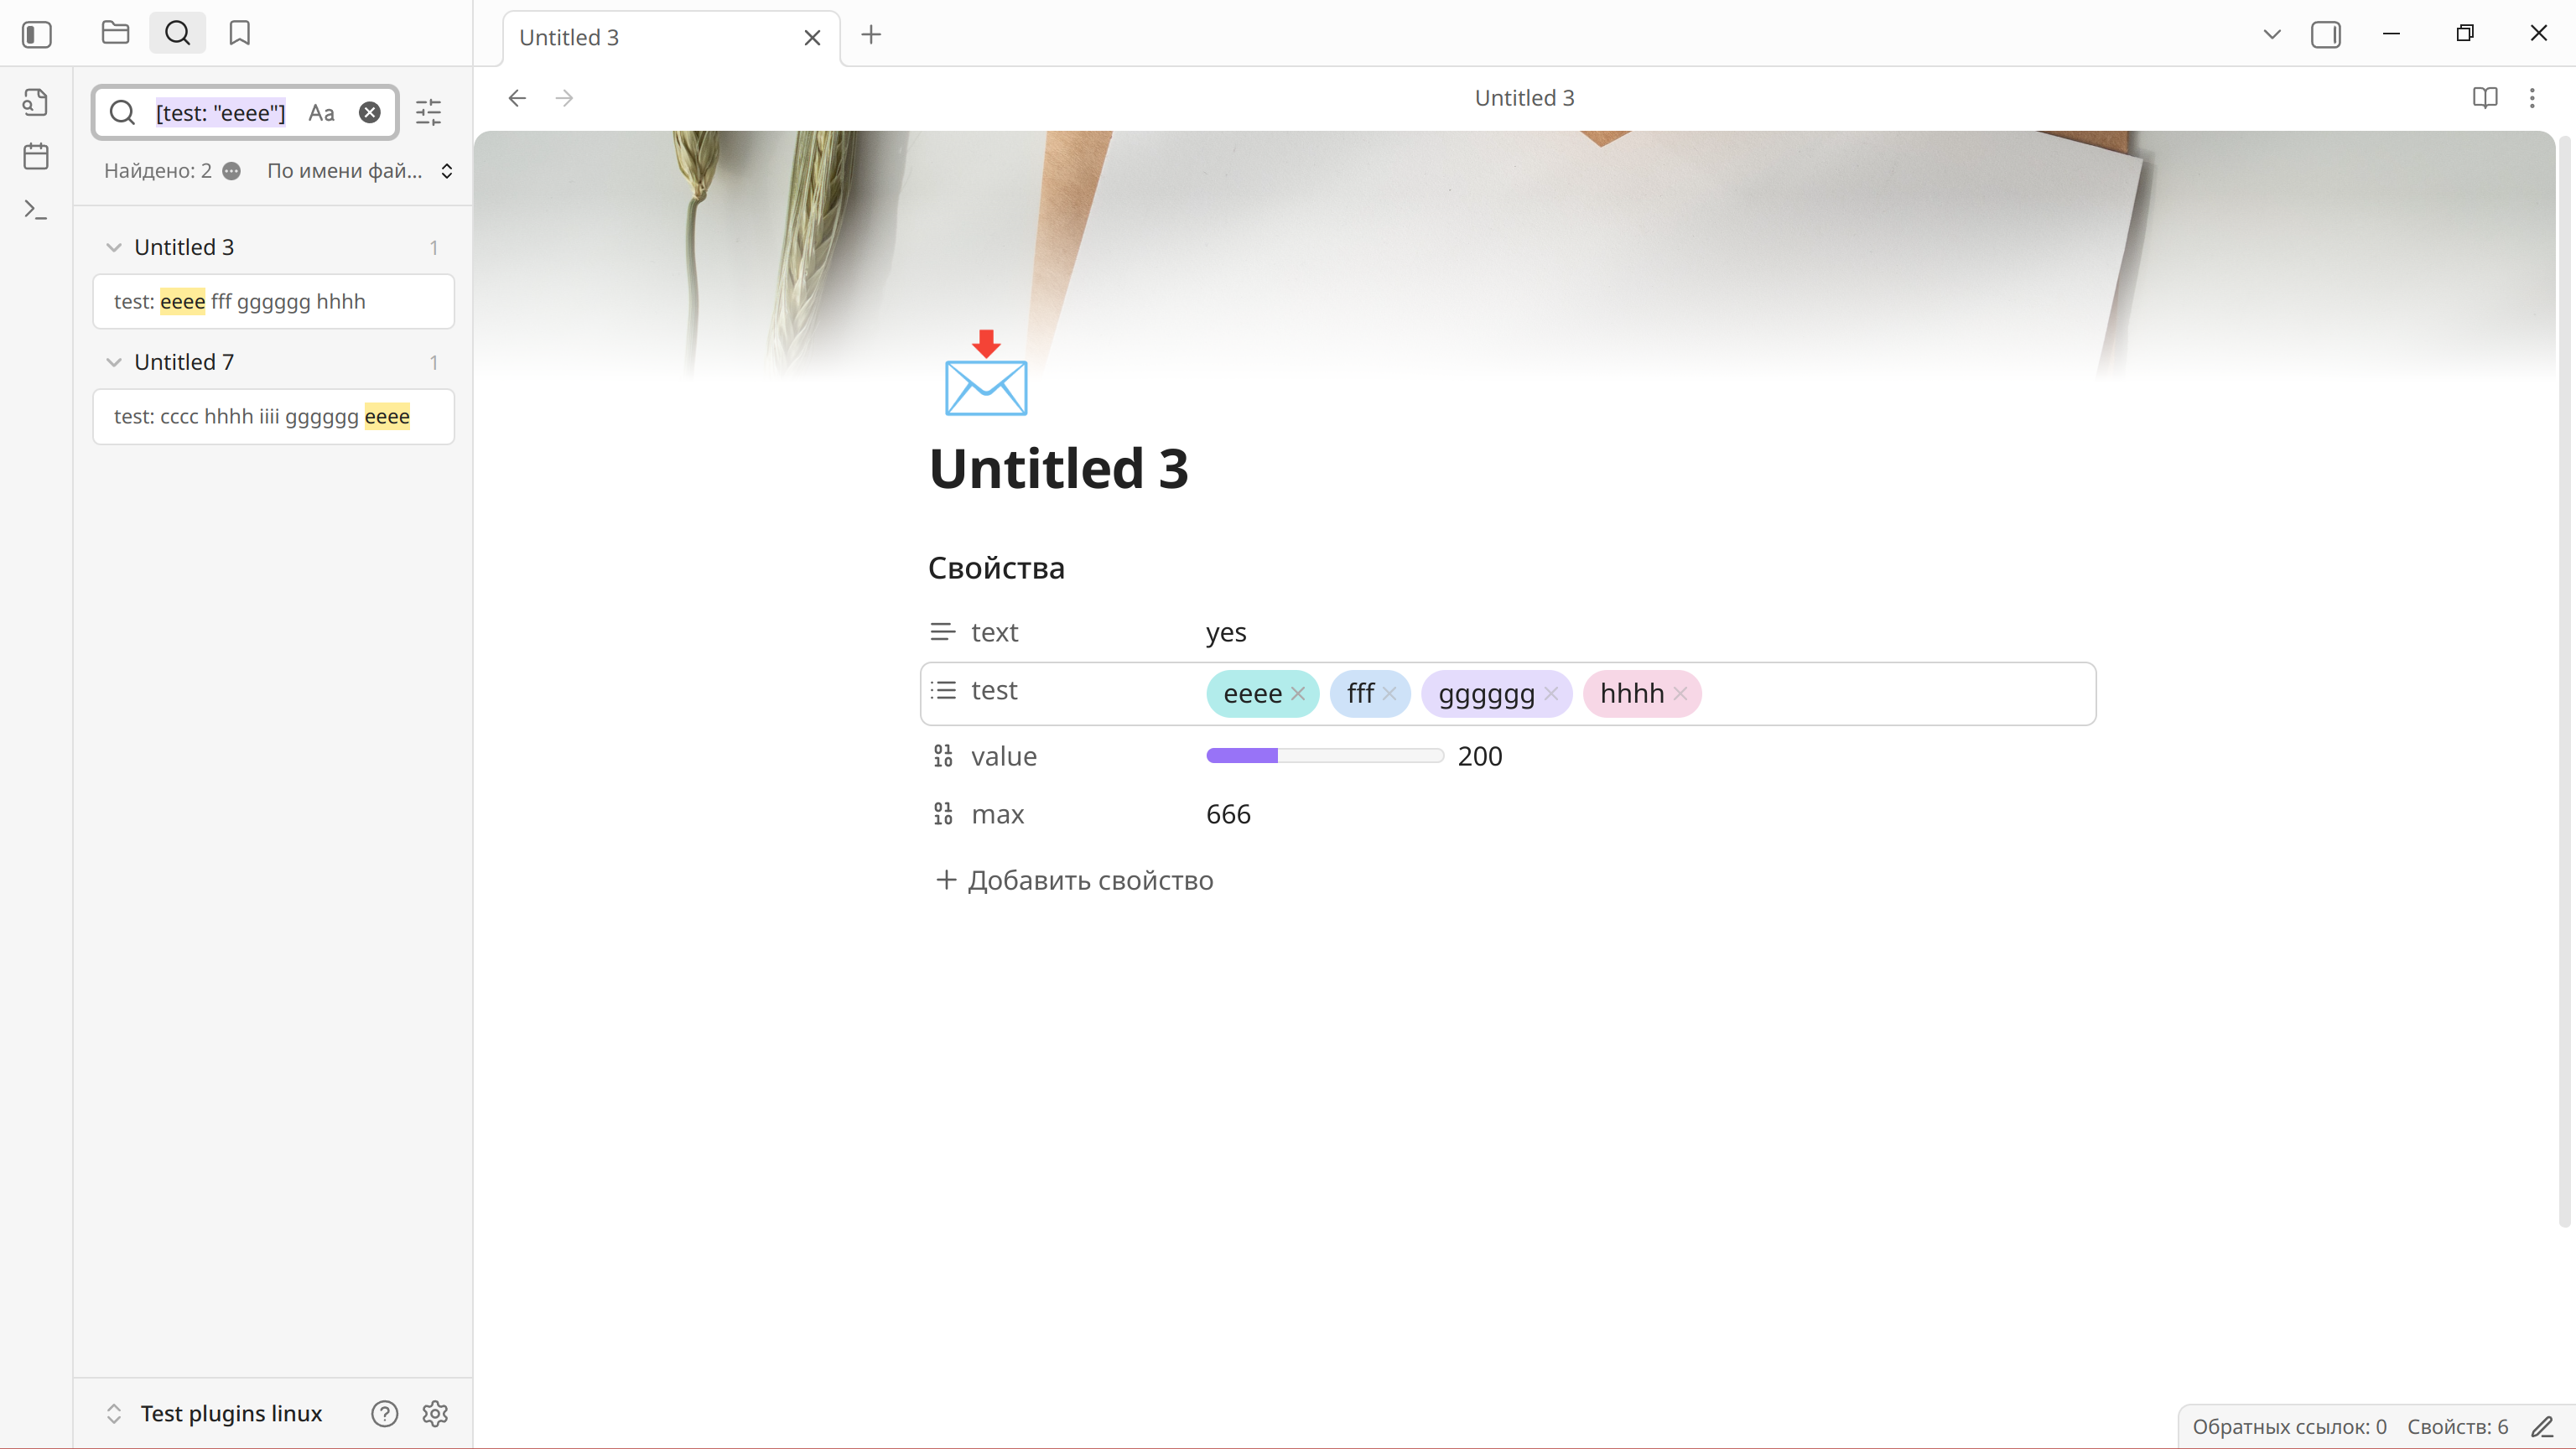 Untitled 3
[test: "eeee"] Aa
Найдено: 2 По имени фай...
Untitled 3 1
test: eeee fff gggggg hhhh
Untitled 7 1
test: cccc hhhh iiii gggggg eeee
Test plugins linux
Untitled 3
Untitled 3
Свойства
text yes
test eeee fff gggggg hhhh
value 200
max 666
Добавить свойство
Обратных ссылок: 0 Свойств: 6